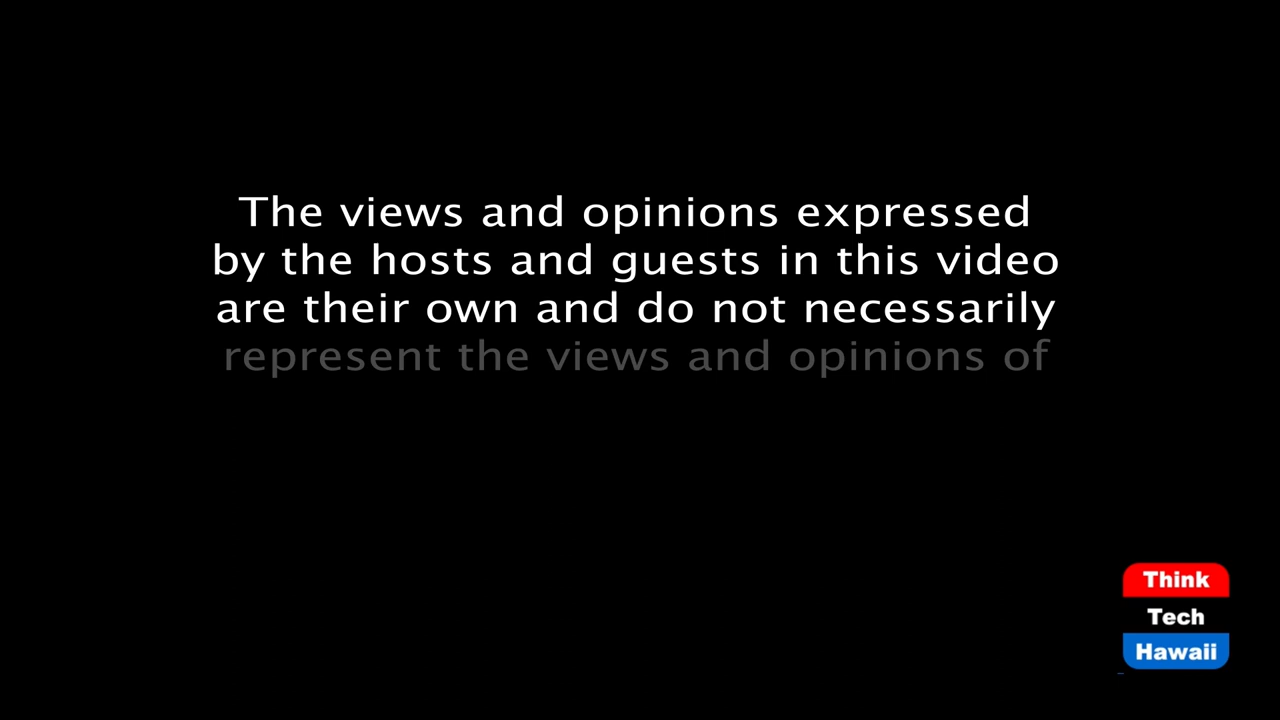 The views and opinions expressed
by the hosts and guests in this video
are their own and do not necessarily
represent the views and opinions of
Think
Tech
Hawaii